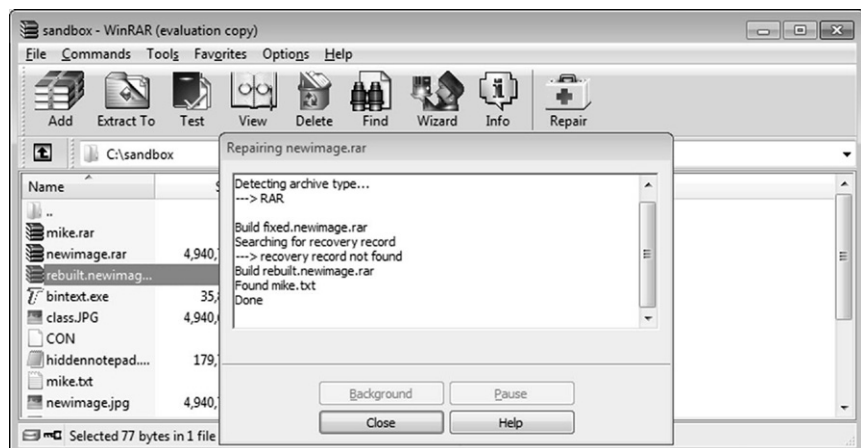 sandbox - WinRAR (evaluation copy)
File Commands Tools Favorites Options Help
Add Extract To Test View Delete Find Wizard Info Repair
C:\sandbox
Repairing newimage.rar
Name
..
mike.rar
newimage.rar 4,940,
rebuilt.newimag...
bintext.exe 35,
class.JPG 4,940,
CON
hiddennotepad.... 179,
mike.txt
newimage.jpg 4,940,
Detecting archive type...
---> RAR
Build fixed.newimage.rar
Searching for recovery record
---> recovery record not found
Build rebuilt.newimage.rar
Found mike.txt
Done
Background Pause
Close Help
Selected 77 bytes in 1 file